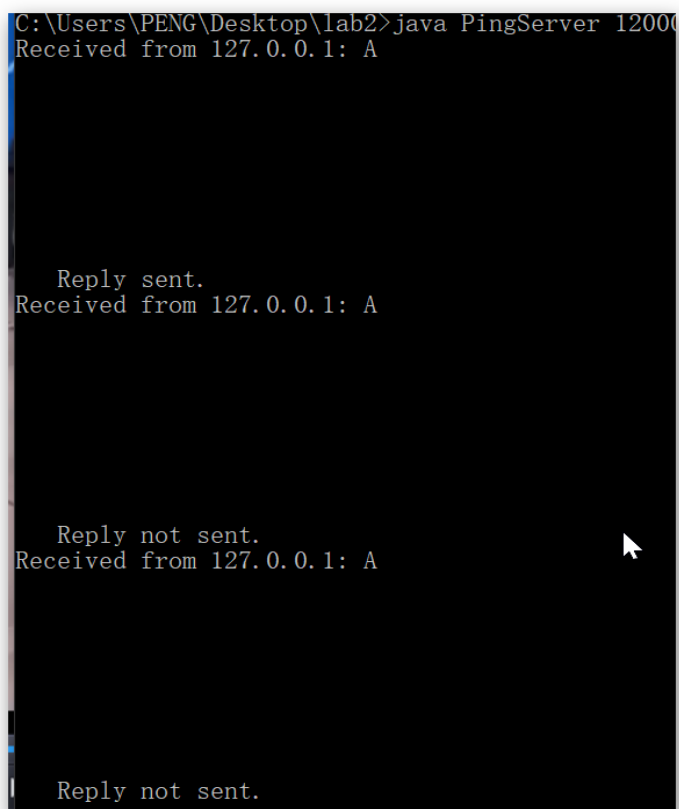 C:\Users\PENG\Desktop\lab2>java PingServer 12000
Received from 127.0.0.1: A
Reply sent.
Received from 127.0.0.1: A
Reply not sent.
Received from 127.0.0.1: A
Reply not sent.